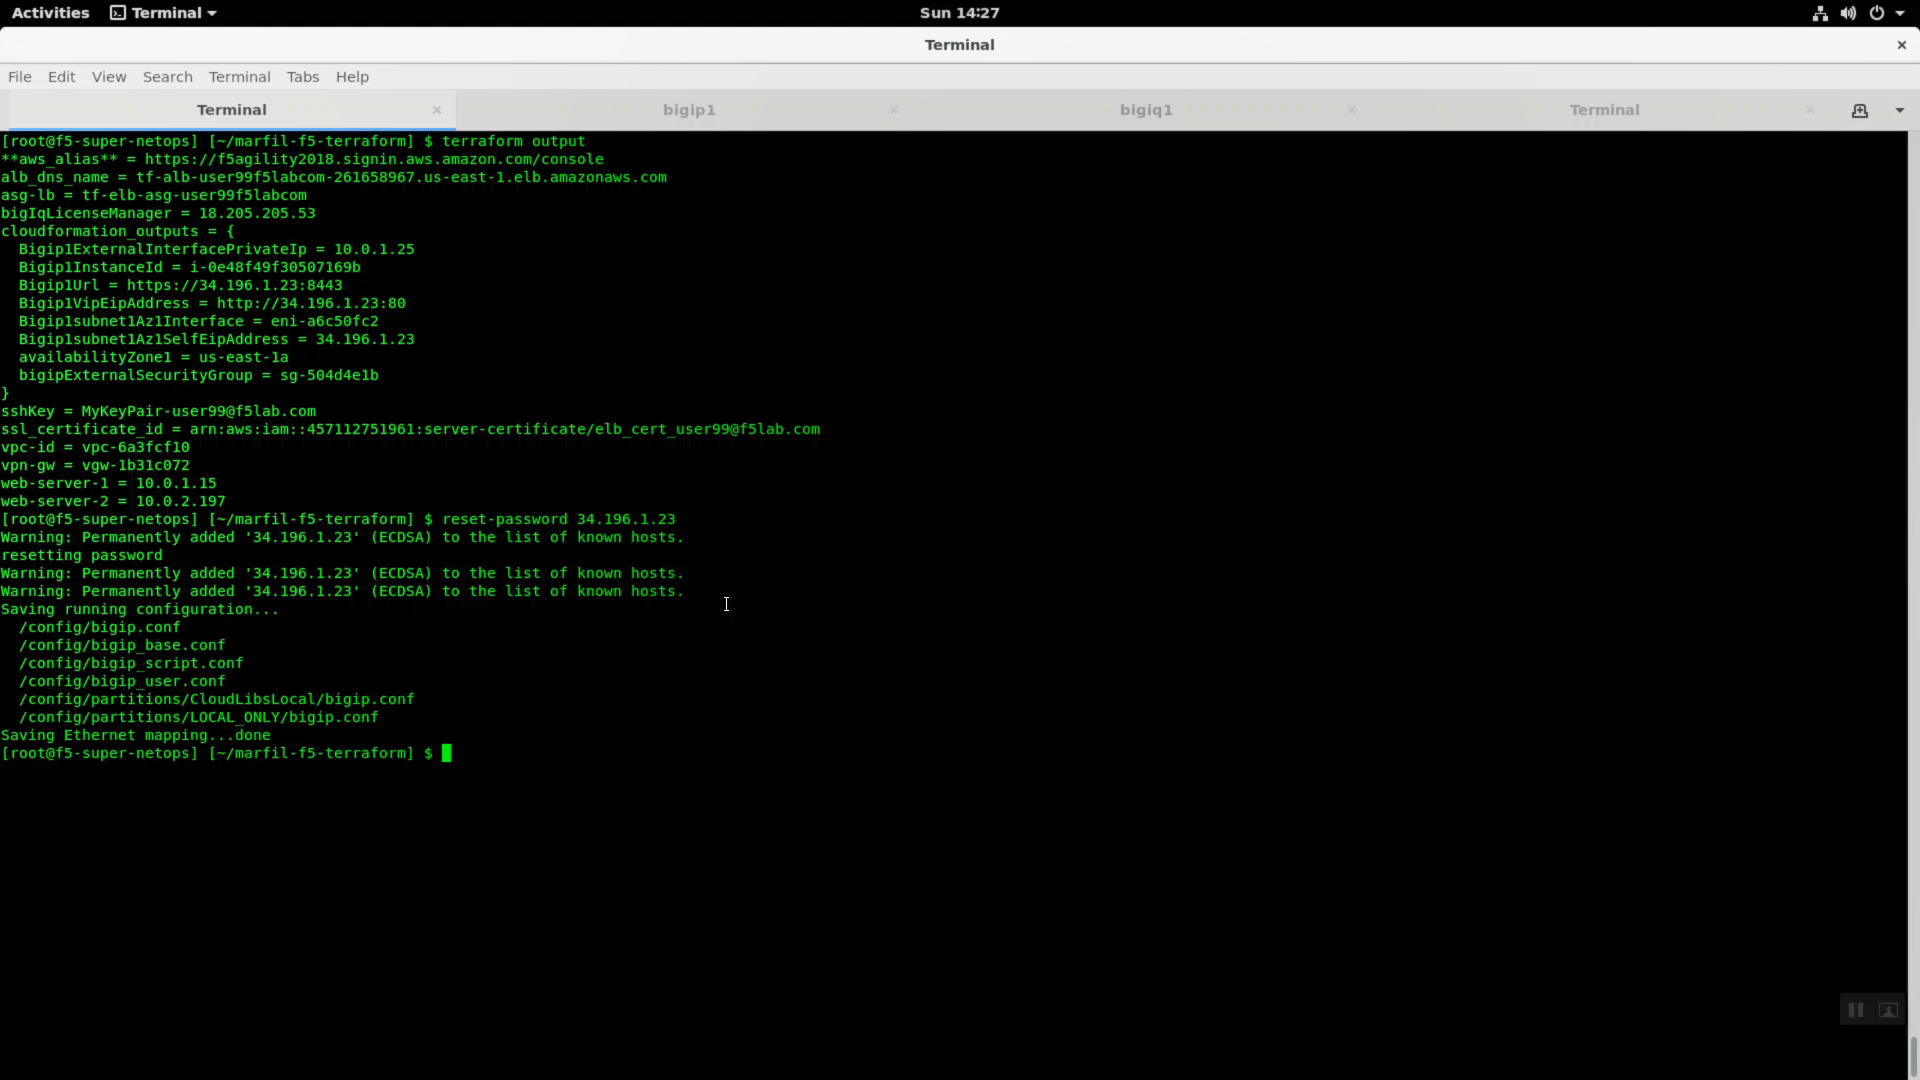 Activities Terminal Sun 14:27
Terminal
File Edit View Search Terminal Tabs Help
Terminal bigip1 bigiq1 Terminal
[root@f5-super-netops] [~/marfil-f5-terraform] $ terraform output
**aws_alias** = https://f5agility2018.signin.aws.amazon.com/console
alb_dns_name = tf-alb-user99f5labcom-261658967.us-east-1.elb.amazonaws.com
asg-lb = tf-elb-asg-user99f5labcom
bigIqLicenseManager = 18.205.205.53
cloudformation_outputs = {
  Bigip1ExternalInterfacePrivateIp = 10.0.1.25
  Bigip1InstanceId = i-0e48f49f30507169b
  Bigip1Url = https://34.196.1.23:8443
  Bigip1VipEipAddress = http://34.196.1.23:80
  Bigip1subnet1Az1Interface = eni-a6c50fc2
  Bigip1subnet1Az1SelfEipAddress = 34.196.1.23
  availabilityZone1 = us-east-1a
  bigipExternalSecurityGroup = sg-504d4e1b
}
sshKey = MyKeyPair-user99@f5lab.com
ssl_certificate_id = arn:aws:iam::457112751961:server-certificate/elb_cert_user99@f5lab.com
vpc-id = vpc-6a3fcf10
vpn-gw = vgw-1b31c072
web-server-1 = 10.0.1.15
web-server-2 = 10.0.2.197
[root@f5-super-netops] [~/marfil-f5-terraform] $ reset-password 34.196.1.23
Warning: Permanently added '34.196.1.23' (ECDSA) to the list of known hosts.
resetting password
Warning: Permanently added '34.196.1.23' (ECDSA) to the list of known hosts.
Warning: Permanently added '34.196.1.23' (ECDSA) to the list of known hosts.
Saving running configuration...
  /config/bigip.conf
  /config/bigip_base.conf
  /config/bigip_script.conf
  /config/bigip_user.conf
  /config/partitions/CloudLibsLocal/bigip.conf
  /config/partitions/LOCAL_ONLY/bigip.conf
Saving Ethernet mapping...done
[root@f5-super-netops] [~/marfil-f5-terraform] $